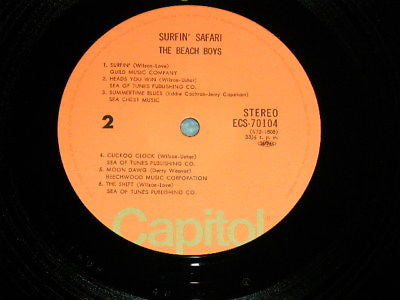 SURFIN' SAFARI
THE BEACH BOYS
1. SURFIN' (Wilson-Love)
GUILD MUSIC COMPANY
2. HEADS YOU WIN (Wilson-Usher)
SEA OF TUNES PUBLISHING CO.
3. SUMMERTIME BLUES (Eddie Cochran-Jerry Capehart)
SEA CHEST MUSIC
2
STEREO
ECS-70104
33⅓ r. p. m.
4. CUCKOO CLOCK (Wilson-Usher)
SEA OF TUNES PUBLISHING CO.
5. MOON DAWG (Derry Weaver)
BEECHWOOD MUSIC CORPORATION
6. THE SHIFT (Wilson-Love)
SEA OF TUNES PUBLISHING CO.
Capitol